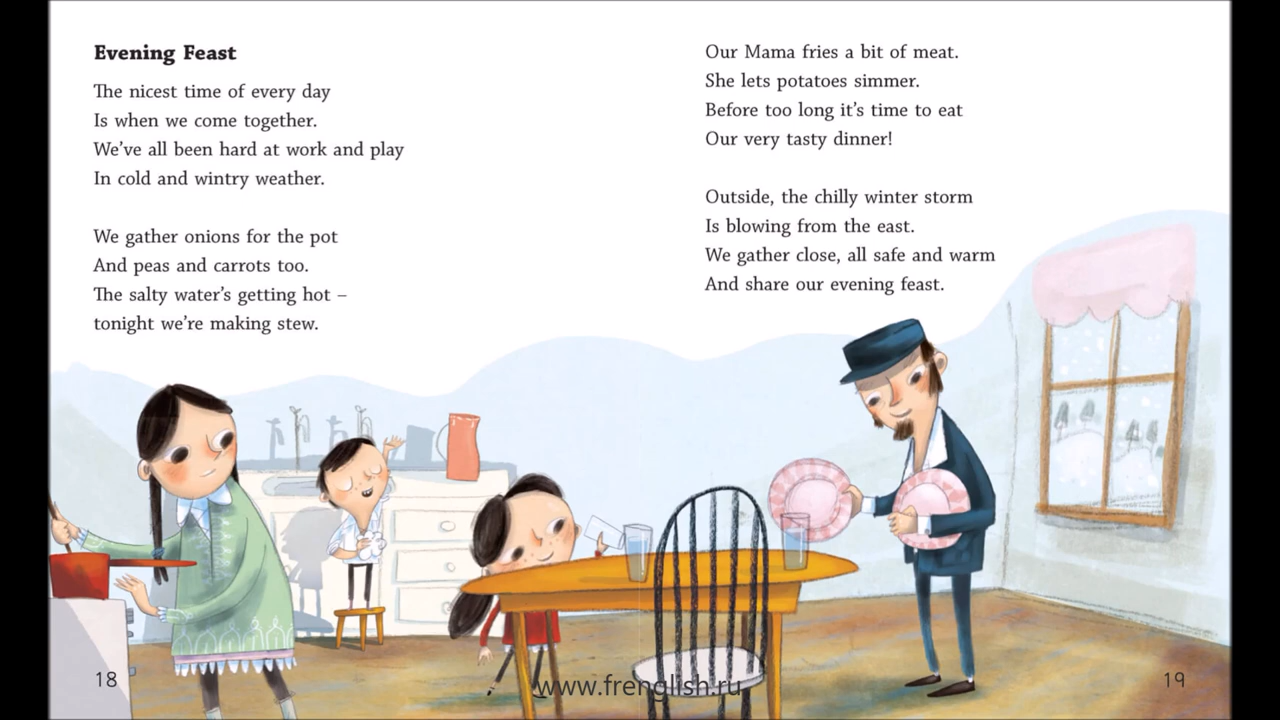 Evening Feast
The nicest time of every day
Is when we come together.
We've all been hard at work and play
In cold and wintry weather.
We gather onions for the pot
And peas and carrots too.
The salty water's getting hot –
tonight we're making stew.
Our Mama fries a bit of meat.
She lets potatoes simmer.
Before too long it's time to eat
Our very tasty dinner!
Outside, the chilly winter storm
Is blowing from the east.
We gather close, all safe and warm
And share our evening feast.
18
www.frenglish.ru
19